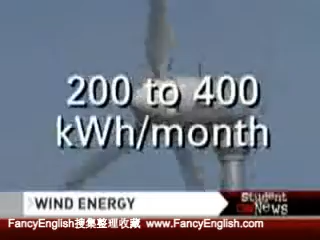 200 to 400
kWh/month
WIND ENERGY
Student
News
FancyEnglish搜集整理收藏 www.FancyEnglish.com